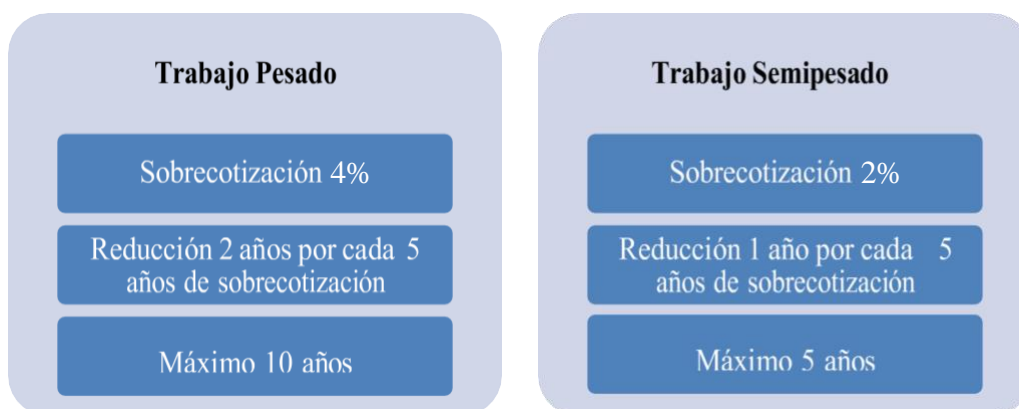 Trabajo Pesado
Sobrecotización 4%
Reducción 2 años por cada 5
años de sobrecotización
Máximo 10 años
Trabajo Semipesado
Sobrecotización 2%
Reducción 1 año por cada 5
años de sobrecotización
Máximo 5 años